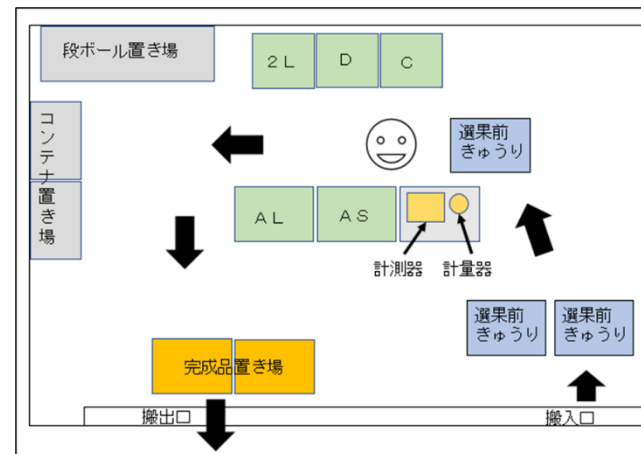 段ボール置き場
２Ｌ
Ｄ
Ｃ
コンテナ置き場
選果前
きゅうり
ＡＬ
ＡＳ
計測器
計量器
選果前
きゅうり
選果前
きゅうり
完成品置き場
搬出口
搬入口